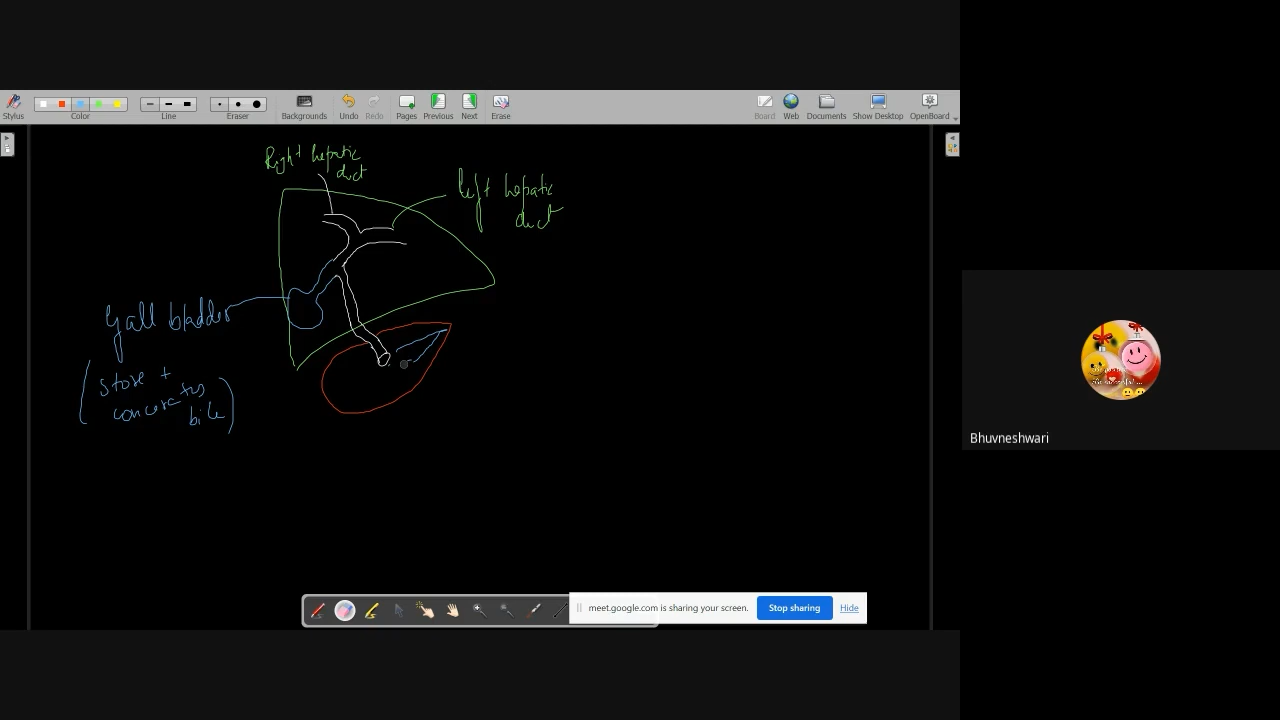 Stylus
Color
Line
Eraser
Backgrounds
Undo
Redo
Pages
Previous
Next
Erase
Board
Web
Documents
Show Desktop
OpenBoard
Right hepatic
duct
left hepatic
duct
Gall bladder
(store +
concentrates
bile)
Bhuvneshwari
meet.google.com is sharing your screen.
Stop sharing
Hide